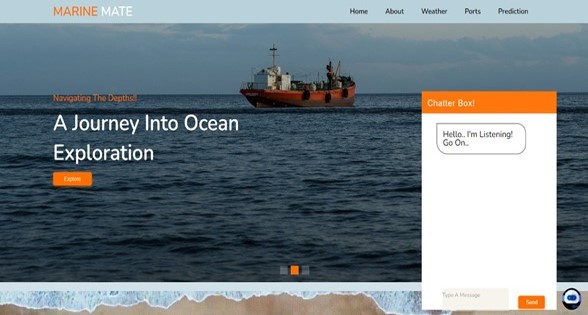 MARINE MATE
Home About Weather Ports Prediction
Navigating The Depths!!
A Journey Into Ocean
Exploration
Explore
Chatter Box!
Hello.. I'm Listening!
Go On..
Type A Message
Send